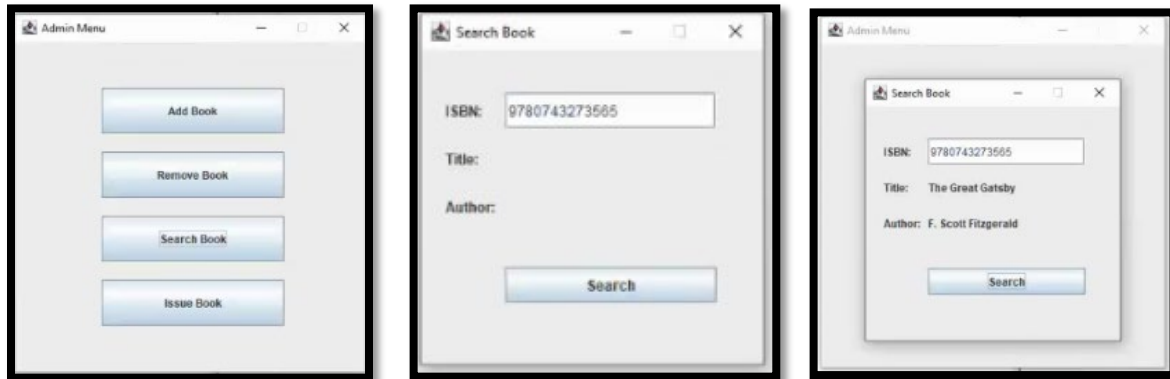 Admin Menu
Add Book
Remove Book
Search Book
Issue Book
Search Book
ISBN: 9780743273565
Title:
Author:
Search
Admin Menu
Search Book
ISBN: 9780743273565
Title: The Great Gatsby
Author: F. Scott Fitzgerald
Search